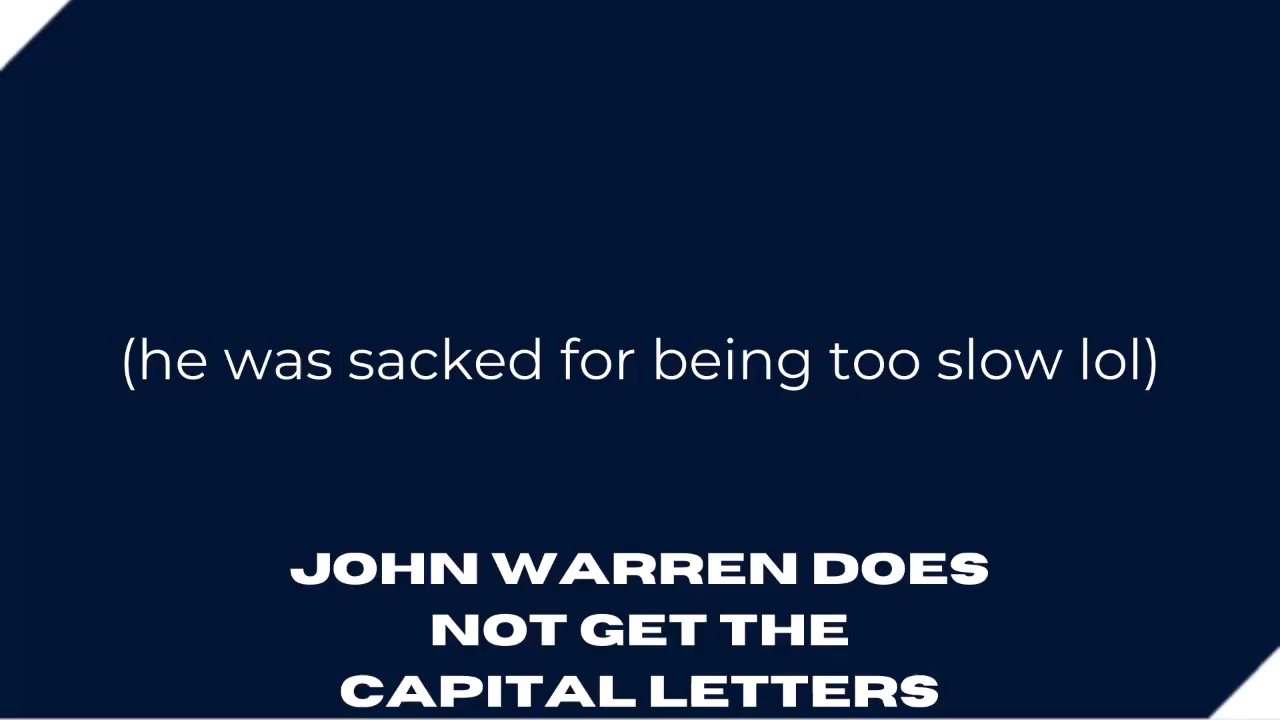 (he was sacked for being too slow lol)
JOHN WARREN DOES
NOT GET THE
CAPITAL LETTERS